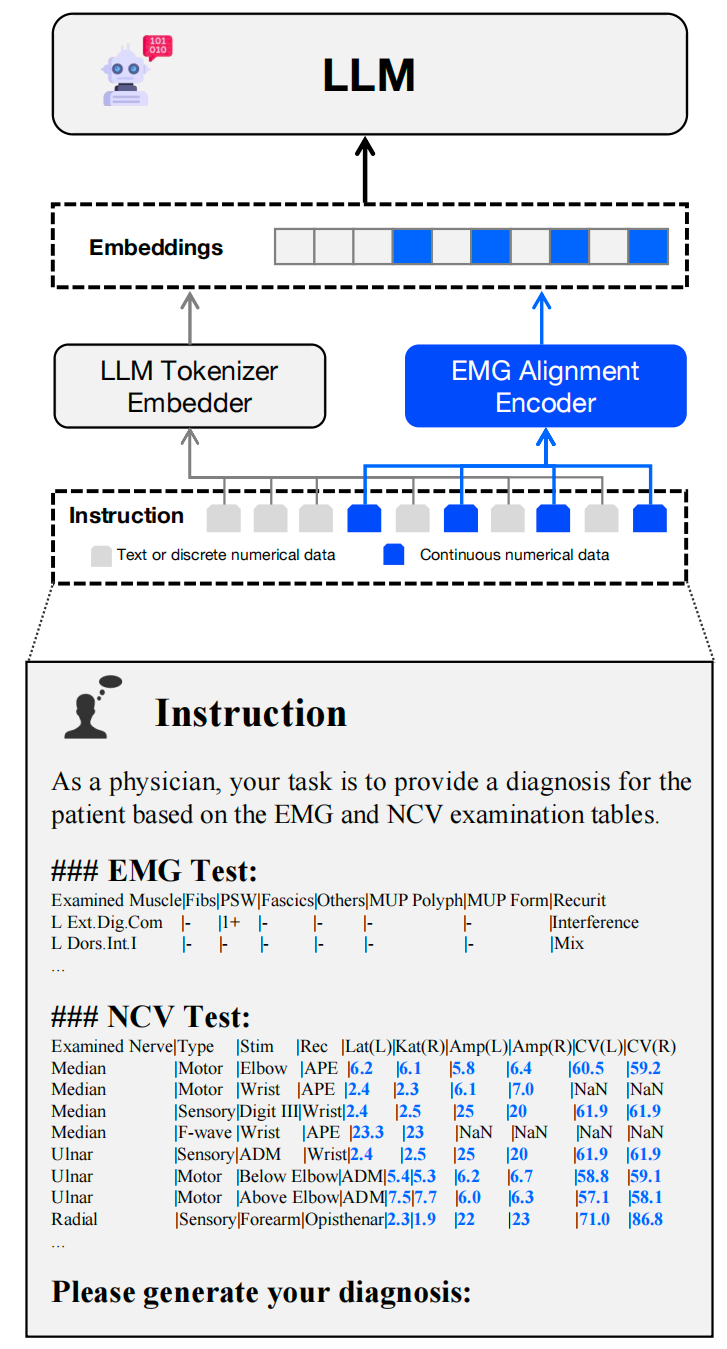 101
010
LLM
Embeddings
LLM Tokenizer
Embedder
EMG Alignment
Encoder
Instruction
Text or discrete numerical data
Continuous numerical data
Instruction
As a physician, your task is to provide a diagnosis for the
patient based on the EMG and NCV examination tables.
### EMG Test:
Examined Muscle|Fibs|PSW|Fascics|Others|MUP Polyph|MUP Form|Recurit
L Ext.Dig.Com |- |1+ |- |- |- |- |Interference
L Dors.Int.I |- |- |- |- |- |- |Mix
...
### NCV Test:
Examined Nerve|Type |Stim |Rec |Lat(L)|Kat(R)|Amp(L)|Amp(R)|CV(L)|CV(R)
Median |Motor |Elbow |APE |6.2 |6.1 |5.8 |6.4 |60.5 |59.2
Median |Motor |Wrist |APE |2.4 |2.3 |6.1 |7.0 |NaN |NaN
Median |Sensory|Digit III|Wrist|2.4 |2.5 |25 |20 |61.9 |61.9
Median |F-wave |Wrist |APE |23.3 |23 |NaN |NaN |NaN |NaN
Ulnar |Sensory|ADM |Wrist|2.4 |2.5 |25 |20 |61.9 |61.9
Ulnar |Motor |Below Elbow|ADM|5.4|5.3 |6.2 |6.7 |58.8 |59.1
Ulnar |Motor |Above Elbow|ADM|7.5|7.7 |6.0 |6.3 |57.1 |58.1
Radial |Sensory|Forearm|Opisthenar|2.3|1.9 |22 |23 |71.0 |86.8
...
Please generate your diagnosis: